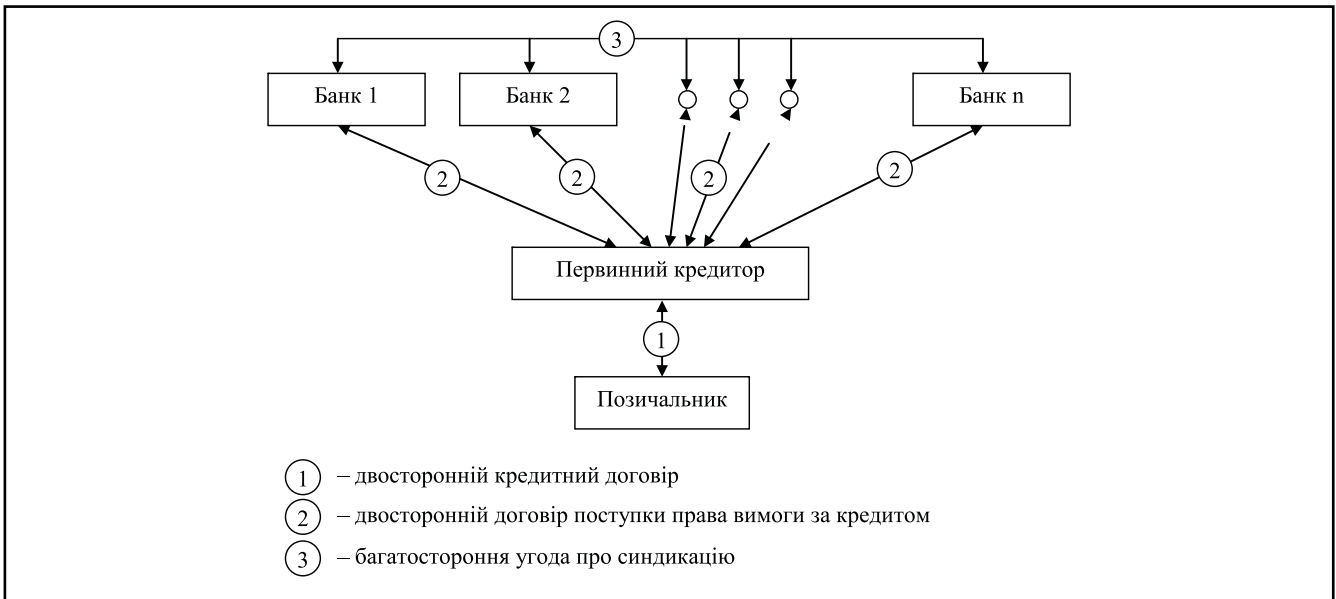 3
Банк 1
Банк 2
Банк n
2
2
2
2
Первинний кредитор
1
Позичальник
1 – двосторонній кредитний договір
2 – двосторонній договір поступки права вимоги за кредитом
3 – багатостороння угода про синдикацію